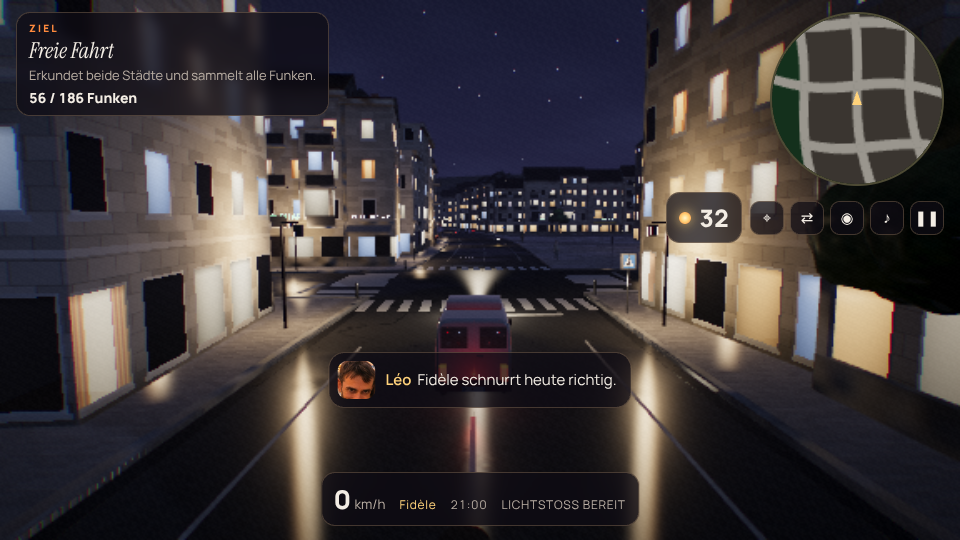 ZIEL
Freie Fahrt
Erkundet beide Städte und sammelt alle Funken.
56 / 186 Funken
32
Léo Fidèle schnurrt heute richtig.
0 km/h Fidèle 21:00 LICHTSTOSS BEREIT